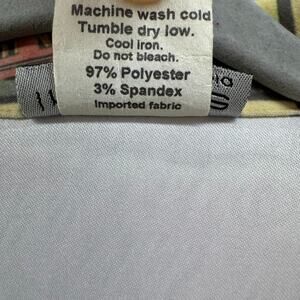 Machine wash cold
Tumble dry low.
Cool iron.
Do not bleach.
97% Polyester
3% Spandex
Imported fabric